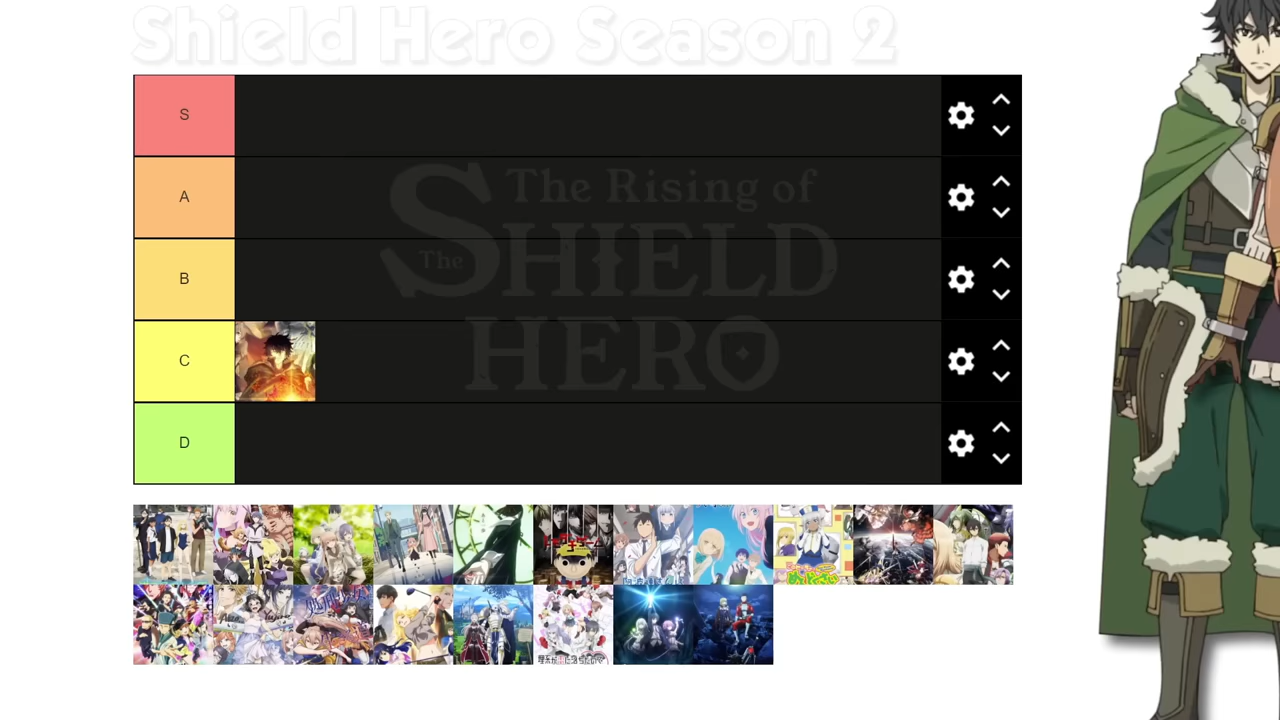 Shield Hero Season 2
S
The Rising of
The SHIELD
HERO
A
B
C
D